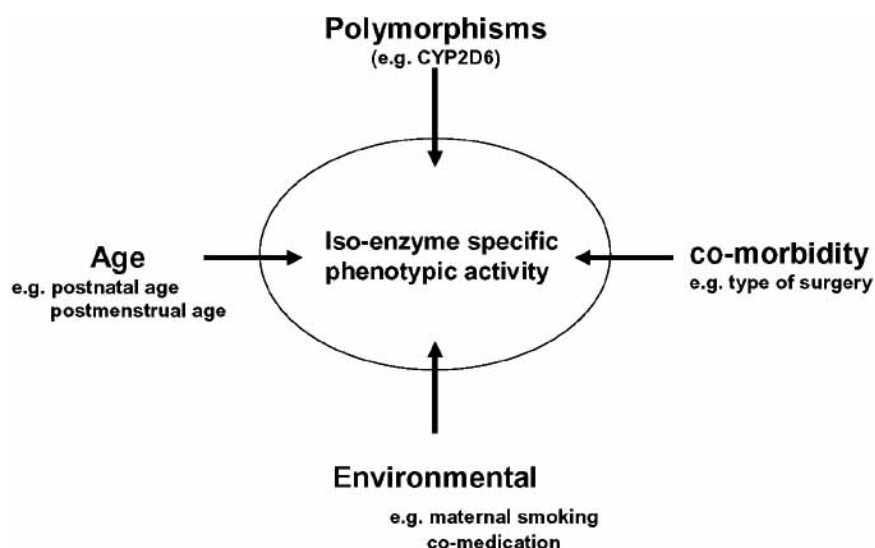 Polymorphisms
(e.g. CYP2D6)
Iso-enzyme specific
phenotypic activity
Age
e.g. postnatal age
postmenstrual age
co-morbidity
e.g. type of surgery
Environmental
e.g. maternal smoking
co-medication